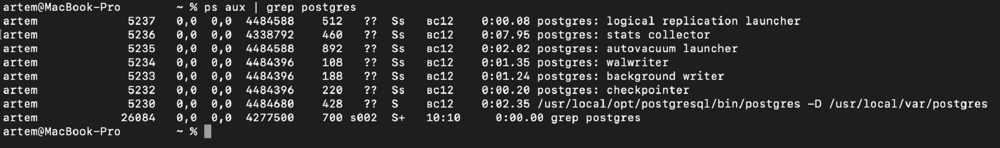 artem@MacBook-Pro ~ % ps aux | grep postgres
artem 5237 0,0 0,0 4484588 512 ?? Ss вс12 0:00.08 postgres: logical replication launcher
artem 5236 0,0 0,0 4338792 460 ?? Ss вс12 0:07.95 postgres: stats collector
artem 5235 0,0 0,0 4484588 892 ?? Ss вс12 0:02.02 postgres: autovacuum launcher
artem 5234 0,0 0,0 4484396 108 ?? Ss вс12 0:01.35 postgres: walwriter
artem 5233 0,0 0,0 4484396 188 ?? Ss вс12 0:01.24 postgres: background writer
artem 5232 0,0 0,0 4484396 220 ?? Ss вс12 0:00.20 postgres: checkpointer
artem 5230 0,0 0,0 4484680 428 ?? S вс12 0:02.35 /usr/local/opt/postgresql/bin/postgres -D /usr/local/var/postgres
artem 26084 0,0 0,0 4277500 700 s002 S+ 10:10 0:00.00 grep postgres
artem@MacBook-Pro ~ %